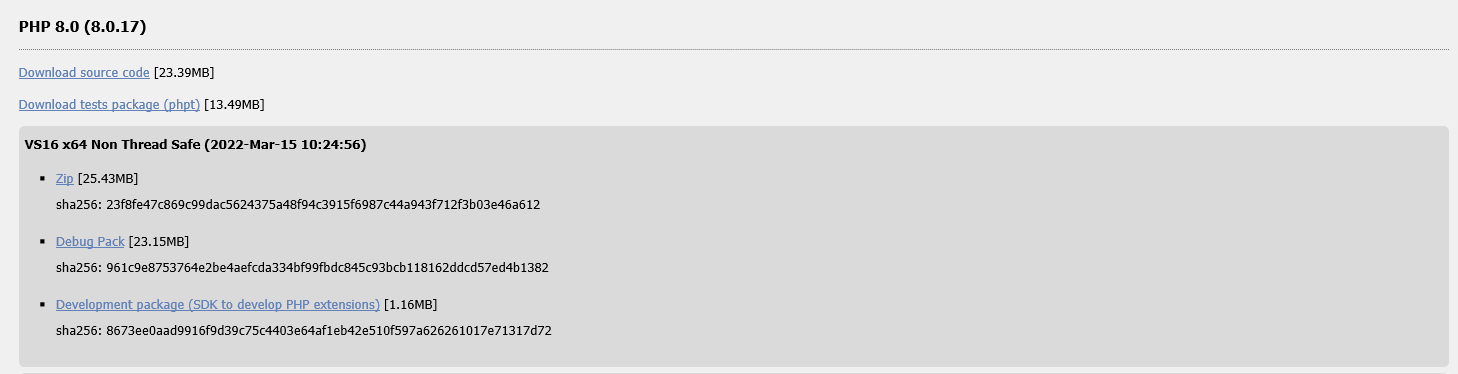 PHP 8.0 (8.0.17)
Download source code [23.39MB]
Download tests package (phpt) [13.49MB]
VS16 x64 Non Thread Safe (2022-Mar-15 10:24:56)
Zip [25.43MB]
sha256: 23f8fe47c869c99dac5624375a48f94c3915f6987c44a943f712f3b03e46a612
Debug Pack [23.15MB]
sha256: 961c9e8753764e2be4aefcda334bf99fbdc845c93bcb118162ddcd57ed4b1382
Development package (SDK to develop PHP extensions) [1.16MB]
sha256: 8673ee0aad9916f9d39c75c4403e64af1eb42e510f597a626261017e71317d72